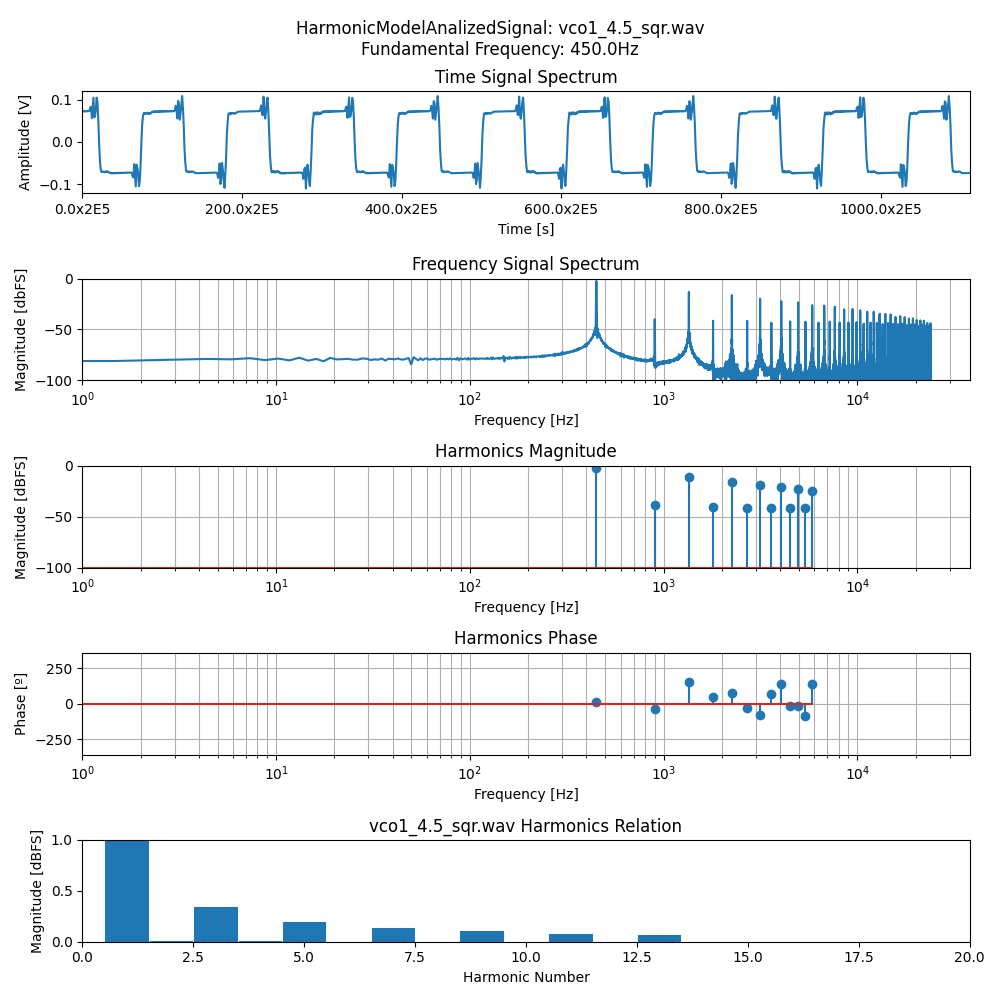 HarmonicModelAnalizedSignal: vco1_4.5_sqr.wav
Fundamental Frequency: 450.0Hz
Time Signal Spectrum
Amplitude [V]
0.1
0.0
−0.1
0.0x2E5 200.0x2E5 400.0x2E5 600.0x2E5 800.0x2E5 1000.0x2E5
Time [s]
Frequency Signal Spectrum
Magnitude [dbFS]
0
−50
−100
10^0 10^1 10^2 10^3 10^4
Frequency [Hz]
Harmonics Magnitude
Magnitude [dBFS]
0
−50
−100
10^0 10^1 10^2 10^3 10^4
Frequency [Hz]
Harmonics Phase
Phase [º]
250
0
−250
10^0 10^1 10^2 10^3 10^4
Frequency [Hz]
vco1_4.5_sqr.wav Harmonics Relation
Magnitude [dBFS]
1.0
0.5
0.0
0.0 2.5 5.0 7.5 10.0 12.5 15.0 17.5 20.0
Harmonic Number